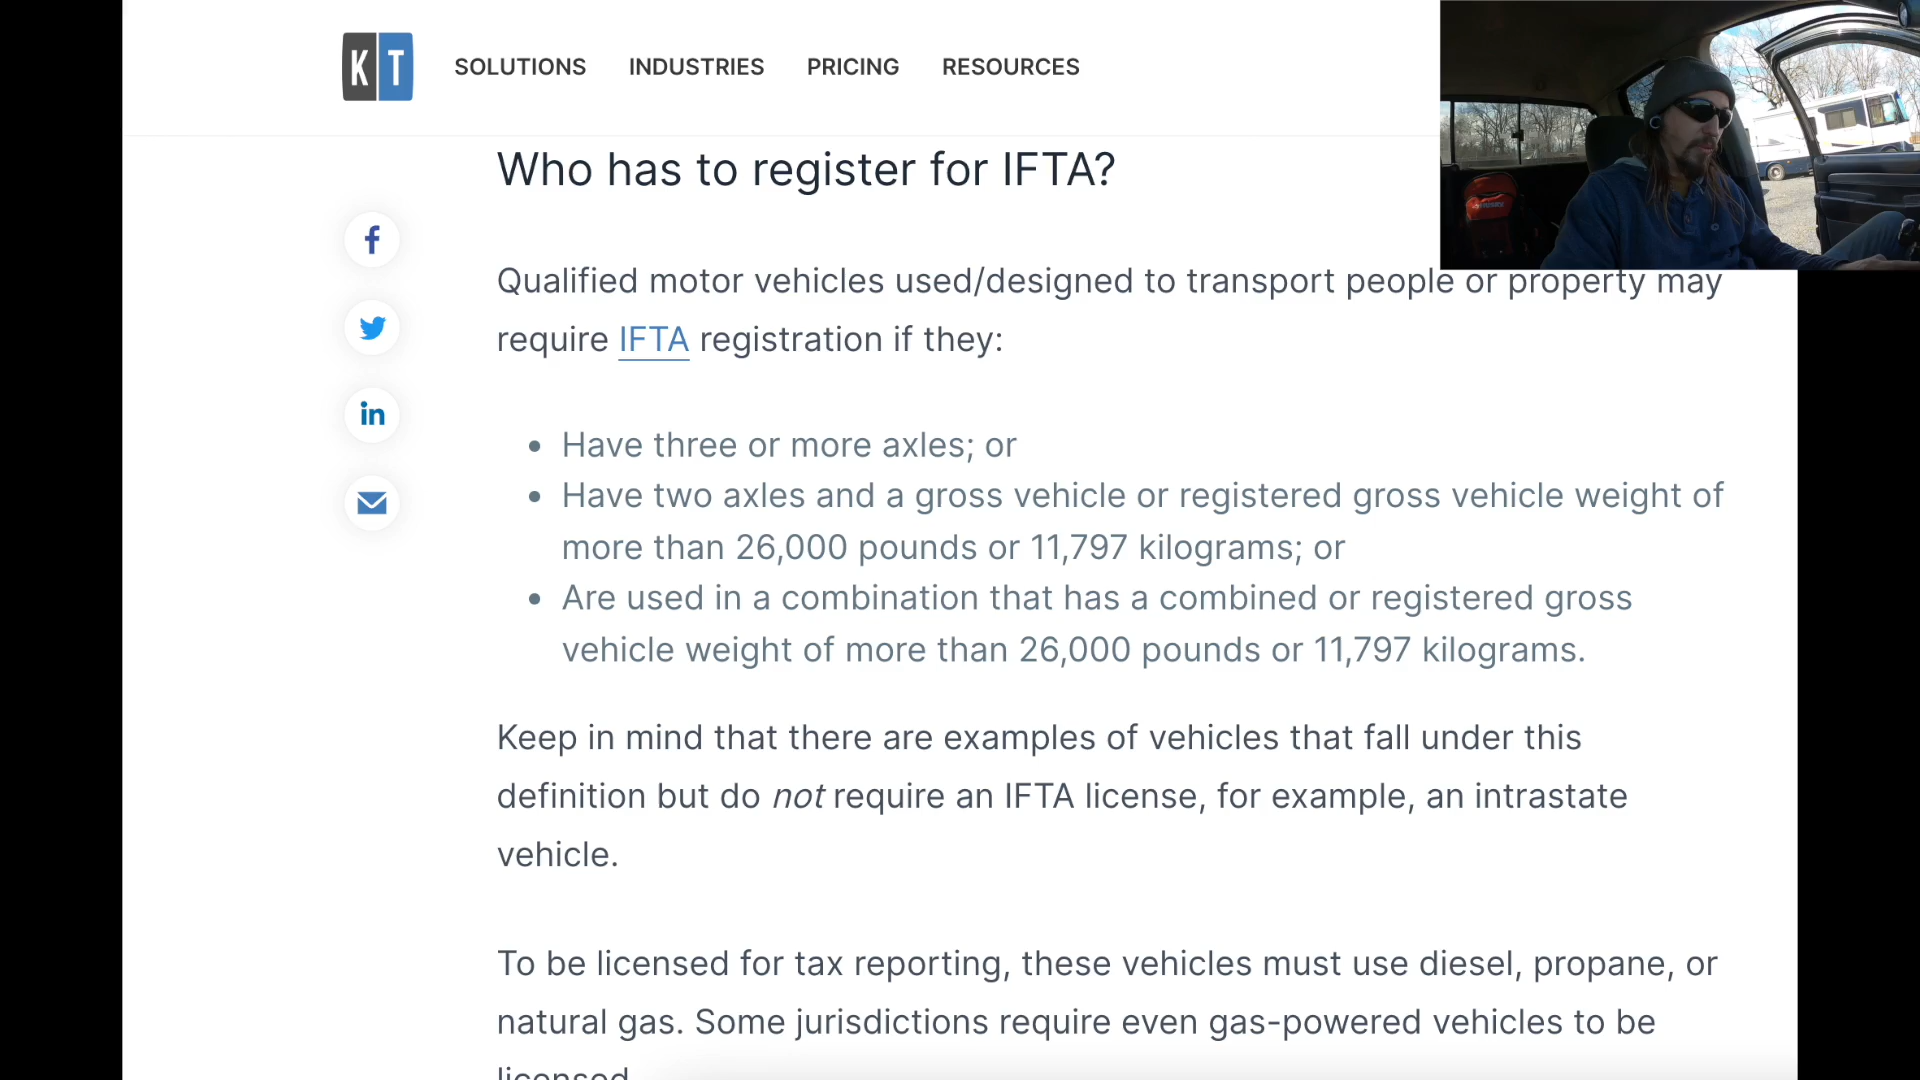 KT SOLUTIONS INDUSTRIES PRICING RESOURCES
Who has to register for IFTA?
Qualified motor vehicles used/designed to transport people or property may
require IFTA registration if they:
• Have three or more axles; or
• Have two axles and a gross vehicle or registered gross vehicle weight of
more than 26,000 pounds or 11,797 kilograms; or
• Are used in a combination that has a combined or registered gross
vehicle weight of more than 26,000 pounds or 11,797 kilograms.
Keep in mind that there are examples of vehicles that fall under this
definition but do not require an IFTA license, for example, an intrastate
vehicle.
To be licensed for tax reporting, these vehicles must use diesel, propane, or
natural gas. Some jurisdictions require even gas-powered vehicles to be
licensed.